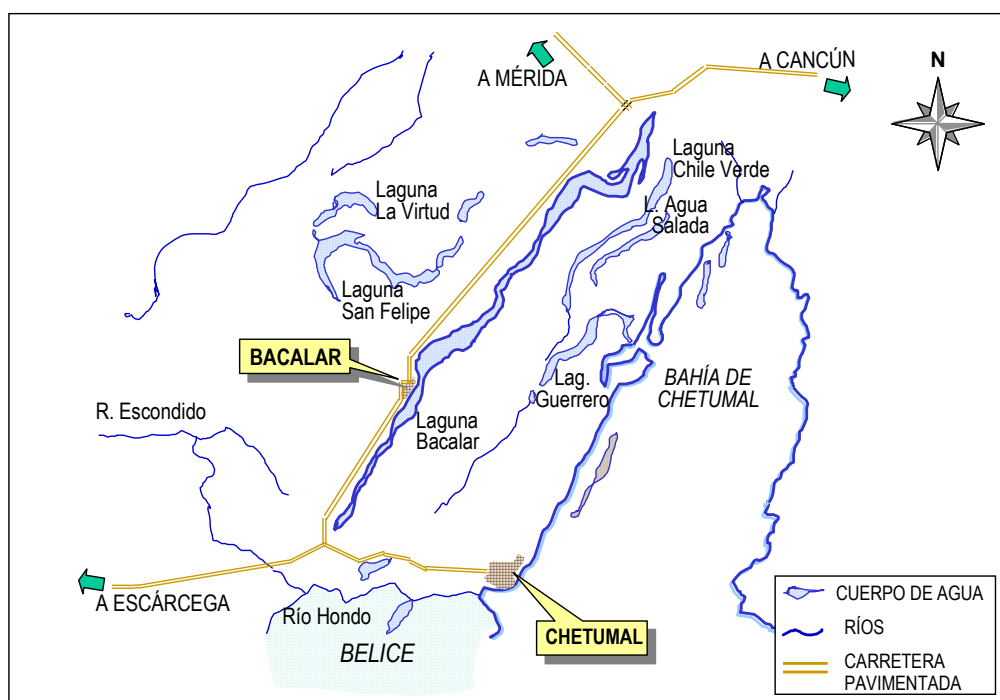 A MÉRIDA
A CANCÚN
N
Laguna
Chile Verde
Laguna
La Virtud
L. Agua
Salada
Laguna
San Felipe
BACALAR
Lag.
Guerrero
BAHÍA DE
CHETUMAL
R. Escondido
Laguna
Bacalar
A ESCÁRCEGA
Río Hondo
BELICE
CHETUMAL
CUERPO DE AGUA
RÍOS
CARRETERA
PAVIMENTADA